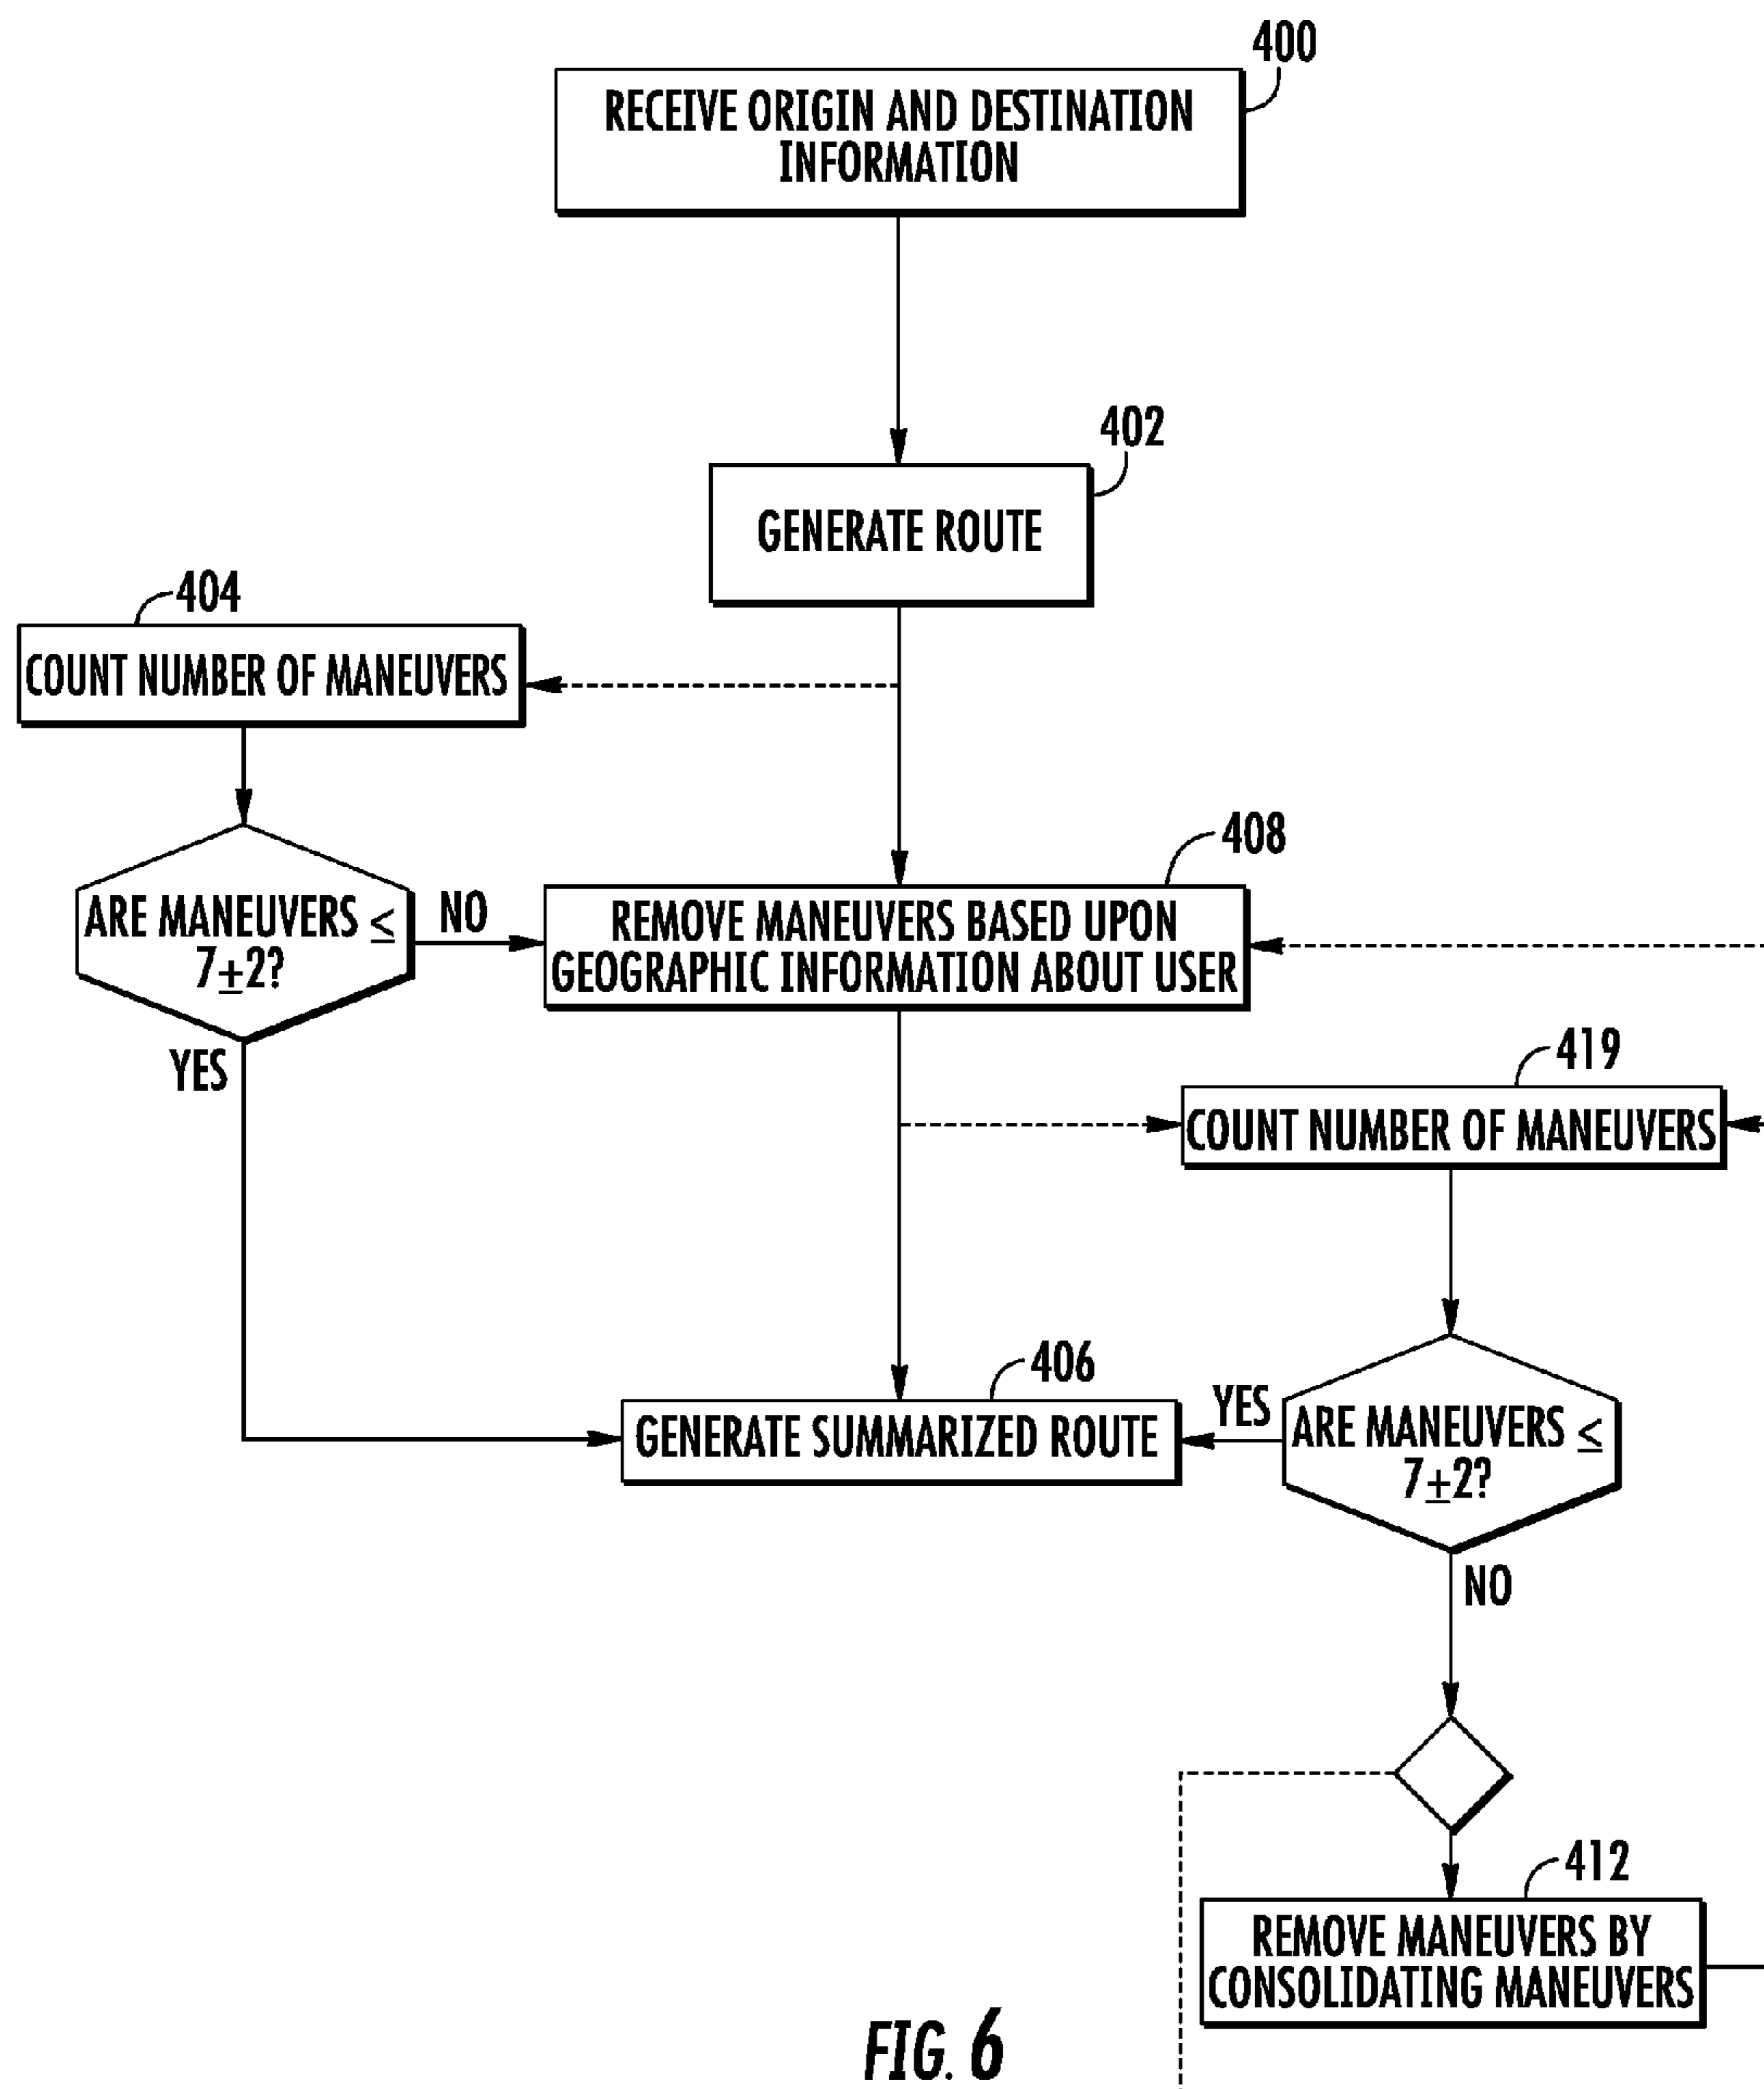 400
RECEIVE ORIGIN AND DESTINATION
INFORMATION
402
GENERATE ROUTE
404
COUNT NUMBER OF MANEUVERS
408
ARE MANEUVERS ≤
7±2?
NO
REMOVE MANEUVERS BASED UPON
GEOGRAPHIC INFORMATION ABOUT USER
YES
419
COUNT NUMBER OF MANEUVERS
406
GENERATE SUMMARIZED ROUTE
YES
ARE MANEUVERS ≤
7±2?
NO
412
REMOVE MANEUVERS BY
CONSOLIDATING MANEUVERS
FIG. 6